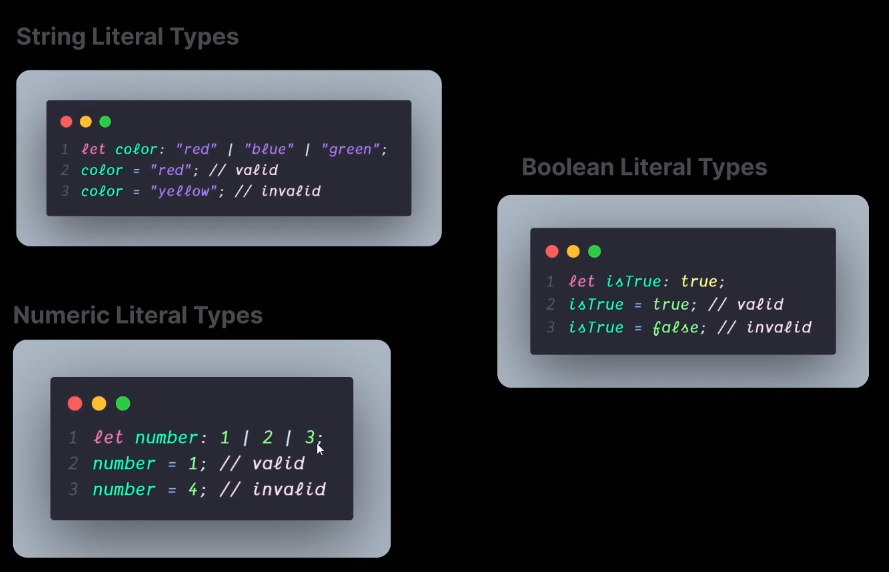 String Literal Types
1 let color: "red" | "blue" | "green";
2 color = "red"; // valid
3 color = "yellow"; // invalid
Boolean Literal Types
1 let isTrue: true;
2 isTrue = true; // valid
3 isTrue = false; // invalid
Numeric Literal Types
1 let number: 1 | 2 | 3;
2 number = 1; // valid
3 number = 4; // invalid